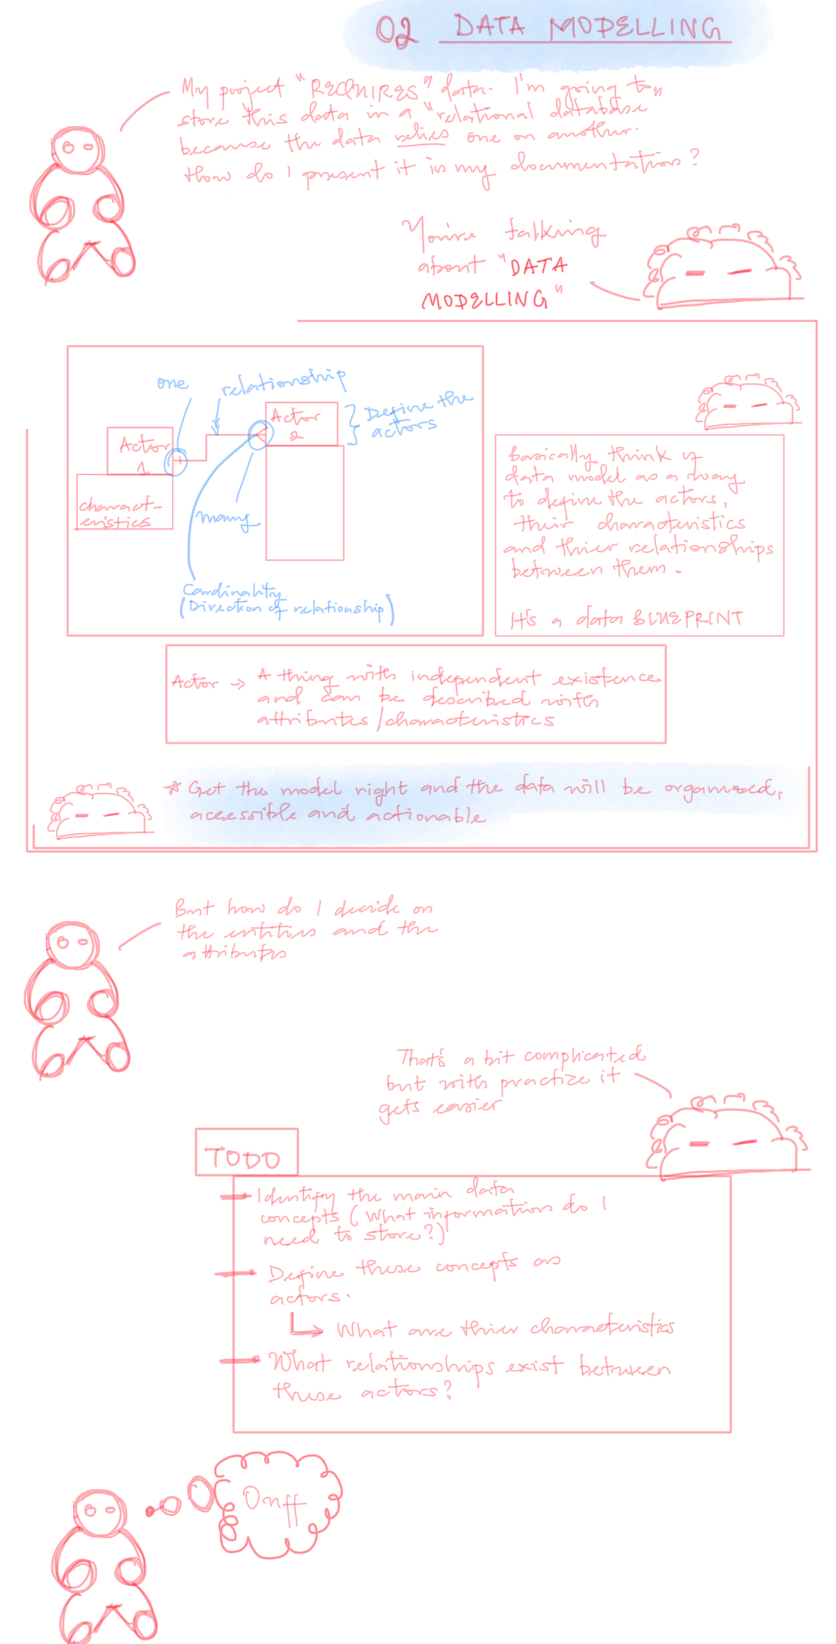 02 DATA MODELLING
My project "REQUIRES" data. I'm going to
store this data in a "relational database"
because the data relies one on another.
How do I present it in my documentation?
You're talking
about "DATA
MODELLING"
one
relationship
Actor
1
characte-
eristics
Actor
2
Define the
actors
many
Cardinality
(Direction of relationship)
Basically think of
data model as a way
to define the actors,
their characteristics
and thier relationships
between them.
It's a data BLUEPRINT
Actor → A thing with independent existence
and can be described with
attributes/characteristics
* Get the model right and the data will be organised,
acessible and actionable
But how do I decide on
the entities and the
attributes
That's a bit complicated
but with practize it
gets easier
TODO
- Identify the main data
concepts (What information do I
need to store?)
- Define these concepts as
actors.
↳ What are thier characteristics
- What relationships exist between
these actors?
Ouff